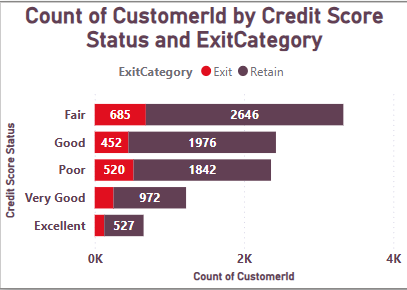 Count of CustomerId by Credit Score
Status and ExitCategory
ExitCategory Exit Retain
Credit Score Status
Fair 685 2646
Good 452 1976
Poor 520 1842
Very Good 972
Excellent 527
0K 2K 4K
Count of CustomerId